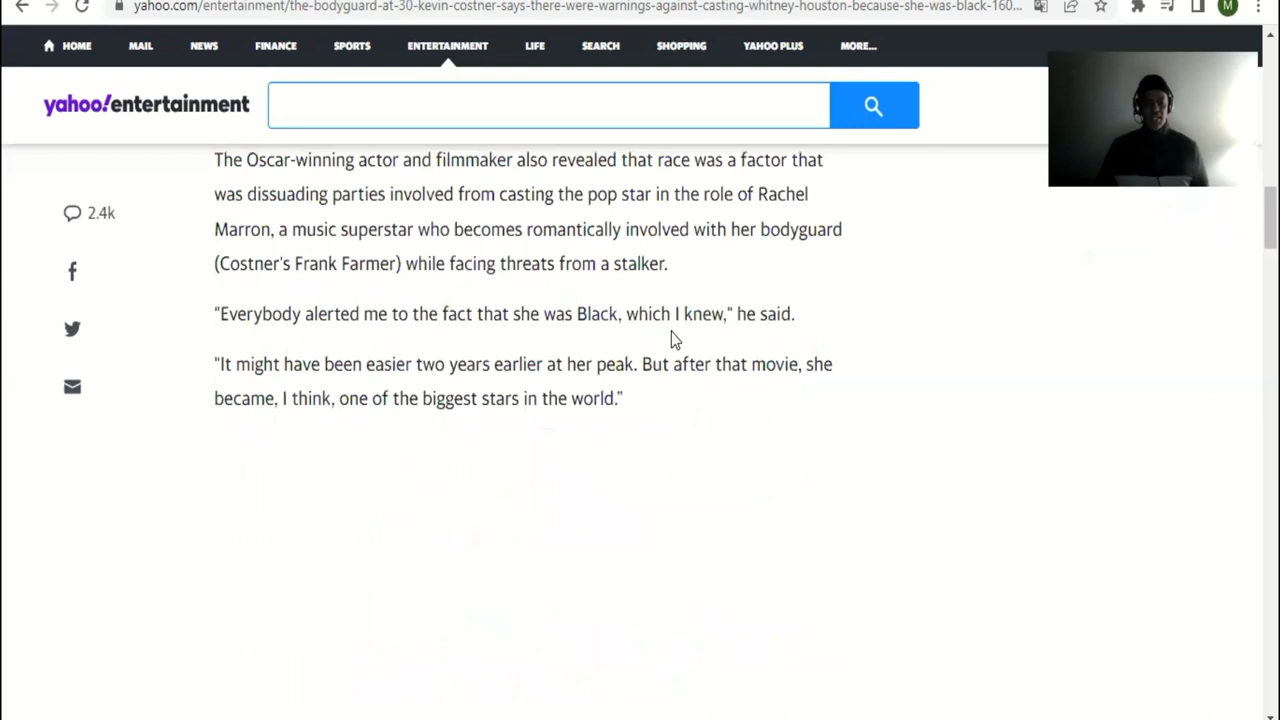 yahoo.com/entertainment/the-bodyguard-at-30-kevin-costner-says-there-were-warnings-against-casting-whitney-houston-because-she-was-black-160...
M
HOME MAIL NEWS FINANCE SPORTS ENTERTAINMENT LIFE SEARCH SHOPPING YAHOO PLUS MORE...
yahoo!entertainment
The Oscar-winning actor and filmmaker also revealed that race was a factor that
was dissuading parties involved from casting the pop star in the role of Rachel
2.4k
Marron, a music superstar who becomes romantically involved with her bodyguard
(Costner's Frank Farmer) while facing threats from a stalker.
"Everybody alerted me to the fact that she was Black, which I knew," he said.
"It might have been easier two years earlier at her peak. But after that movie, she
became, I think, one of the biggest stars in the world."